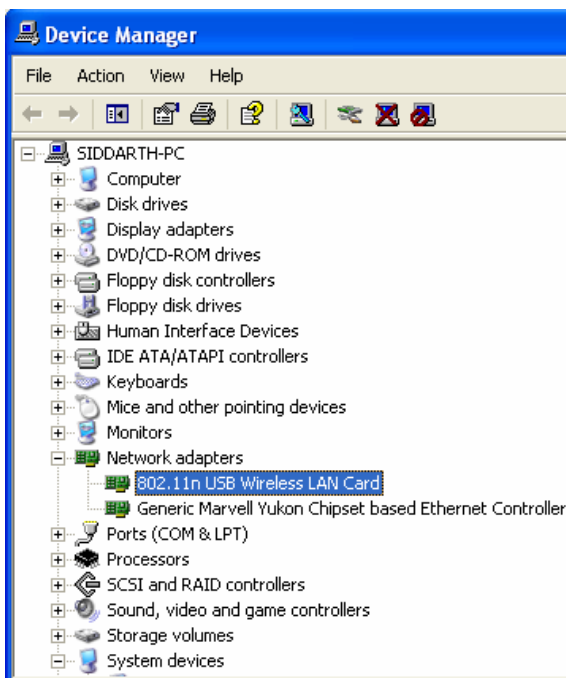 Device Manager
File Action View Help
SIDDARTH-PC
Computer
Disk drives
Display adapters
DVD/CD-ROM drives
Floppy disk controllers
Floppy disk drives
Human Interface Devices
IDE ATA/ATAPI controllers
Keyboards
Mice and other pointing devices
Monitors
Network adapters
802.11n USB Wireless LAN Card
Generic Marvell Yukon Chipset based Ethernet Controller
Ports (COM & LPT)
Processors
SCSI and RAID controllers
Sound, video and game controllers
Storage volumes
System devices